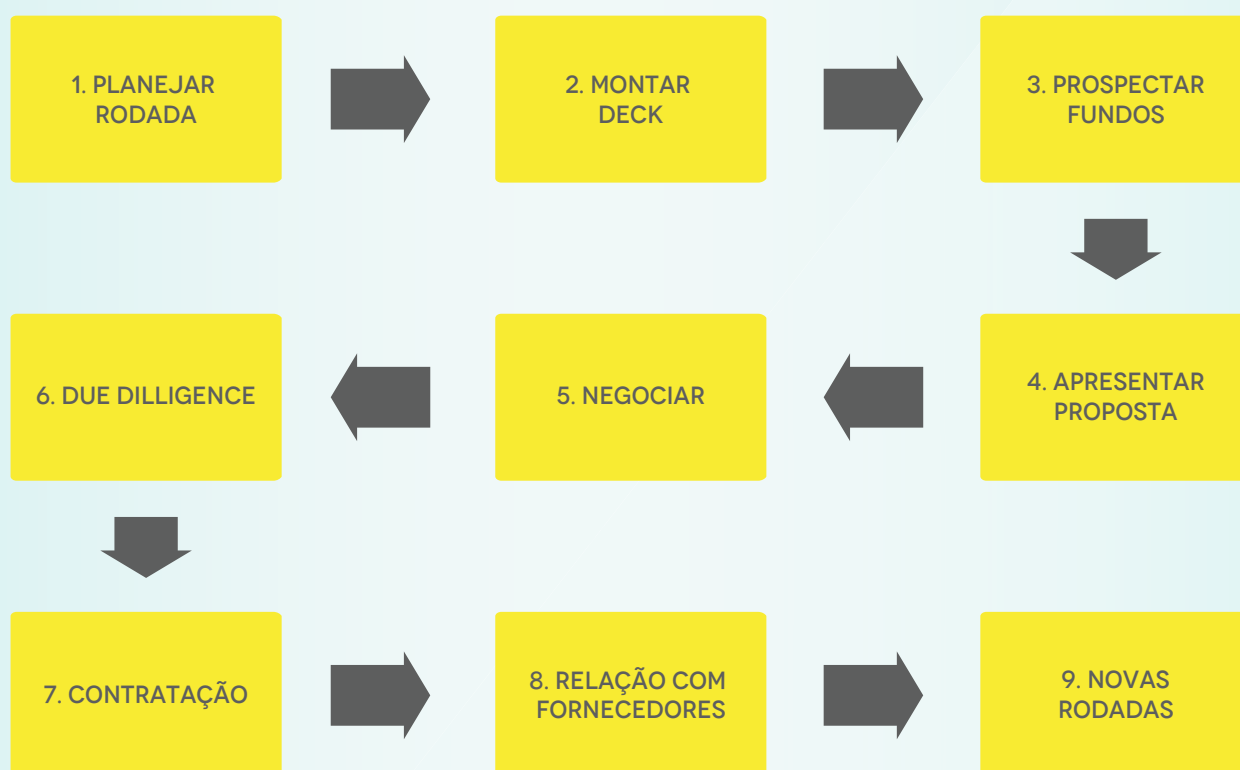 1. PLANEJAR
RODADA
2. MONTAR
DECK
3. PROSPECTAR
FUNDOS
4. APRESENTAR
PROPOSTA
5. NEGOCIAR
6. DUE DILLIGENCE
7. CONTRATAÇÃO
8. RELAÇÃO COM
FORNECEDORES
9. NOVAS
RODADAS